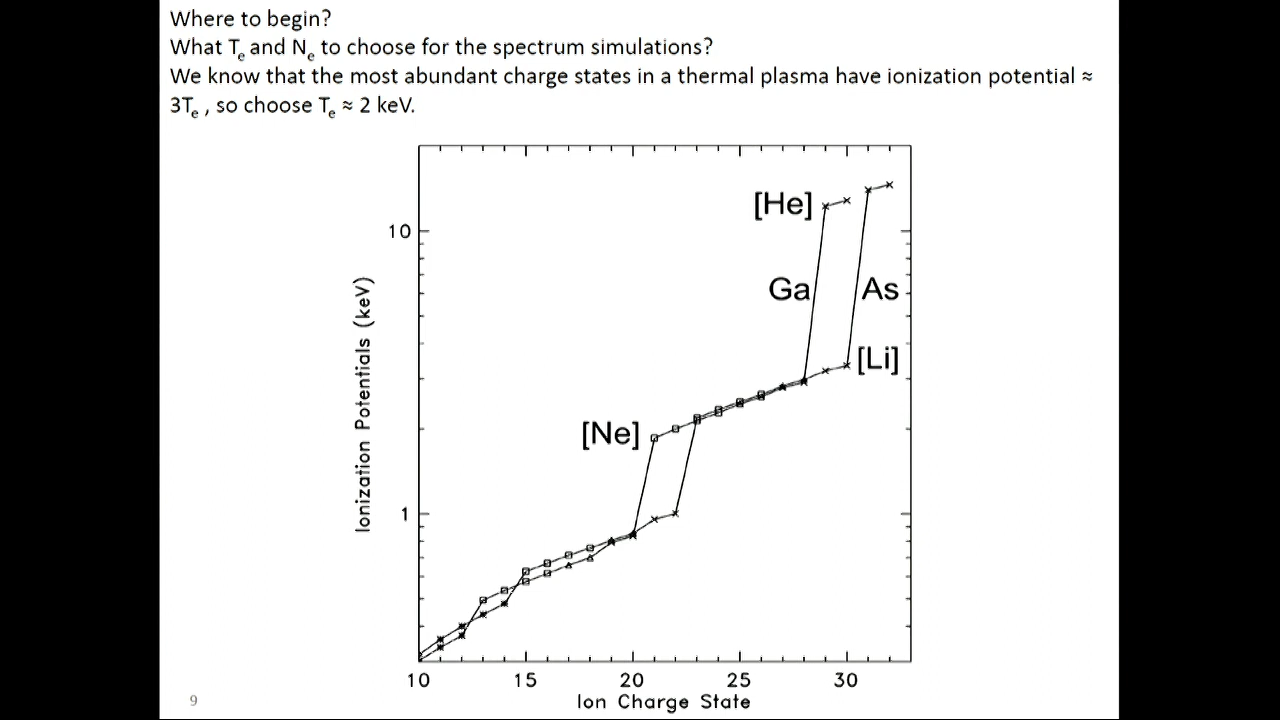 Where to begin?
What Te and Ne to choose for the spectrum simulations?
We know that the most abundant charge states in a thermal plasma have ionization potential ≈
3Te , so choose Te ≈ 2 keV.
[He]
10
Ga
As
[Li]
[Ne]
1
Ionization Potentials (keV)
10
15
20
25
30
Ion Charge State
9